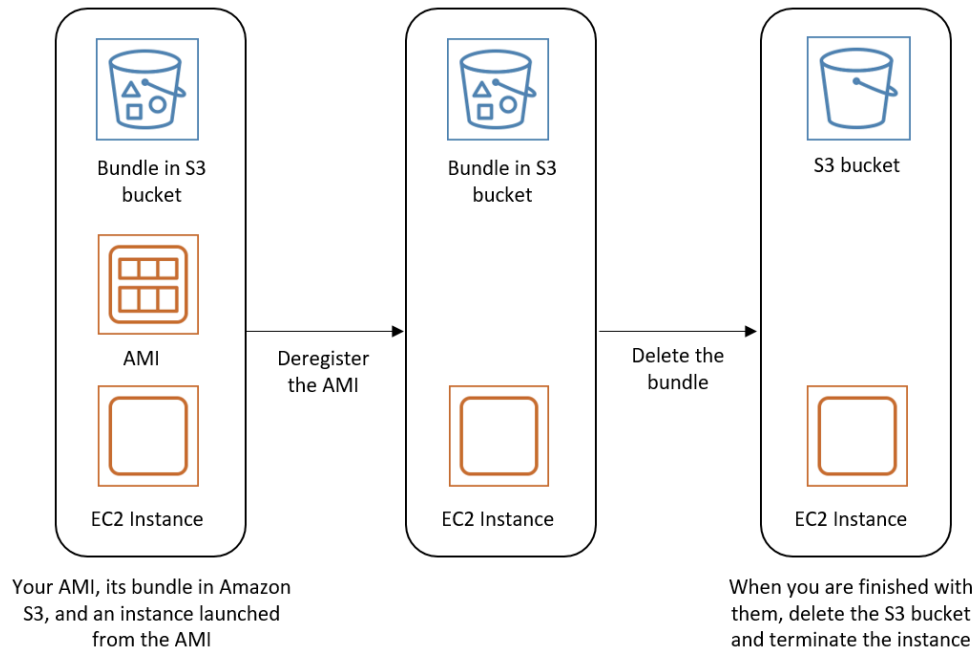 Bundle in S3
bucket
AMI
EC2 Instance
Your AMI, its bundle in Amazon
S3, and an instance launched
from the AMI
Deregister
the AMI
Bundle in S3
bucket
EC2 Instance
Delete the
bundle
S3 bucket
EC2 Instance
When you are finished with
them, delete the S3 bucket
and terminate the instance